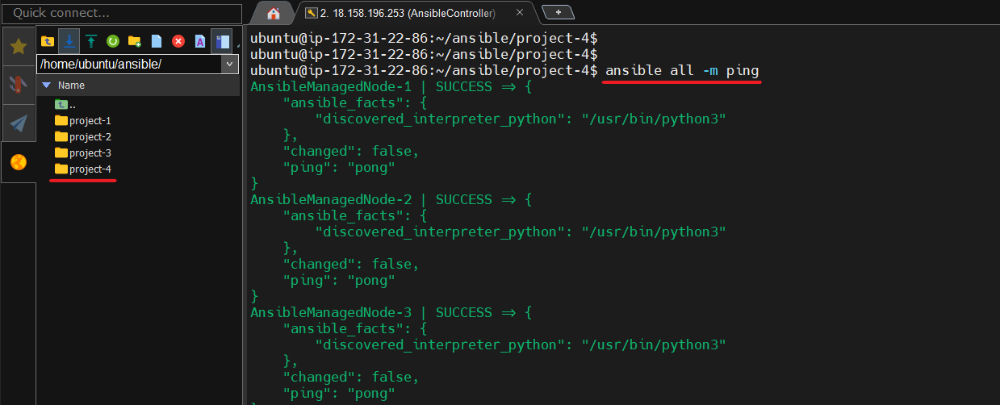 Quick connect...
2. 18.158.196.253 (AnsibleController)
/home/ubuntu/ansible/
Name
..
project-1
project-2
project-3
project-4
ubuntu@ip-172-31-22-86:~/ansible/project-4$
ubuntu@ip-172-31-22-86:~/ansible/project-4$
ubuntu@ip-172-31-22-86:~/ansible/project-4$ ansible all -m ping
AnsibleManagedNode-1 | SUCCESS => {
    "ansible_facts": {
        "discovered_interpreter_python": "/usr/bin/python3"
    },
    "changed": false,
    "ping": "pong"
}
AnsibleManagedNode-2 | SUCCESS => {
    "ansible_facts": {
        "discovered_interpreter_python": "/usr/bin/python3"
    },
    "changed": false,
    "ping": "pong"
}
AnsibleManagedNode-3 | SUCCESS => {
    "ansible_facts": {
        "discovered_interpreter_python": "/usr/bin/python3"
    },
    "changed": false,
    "ping": "pong"
}